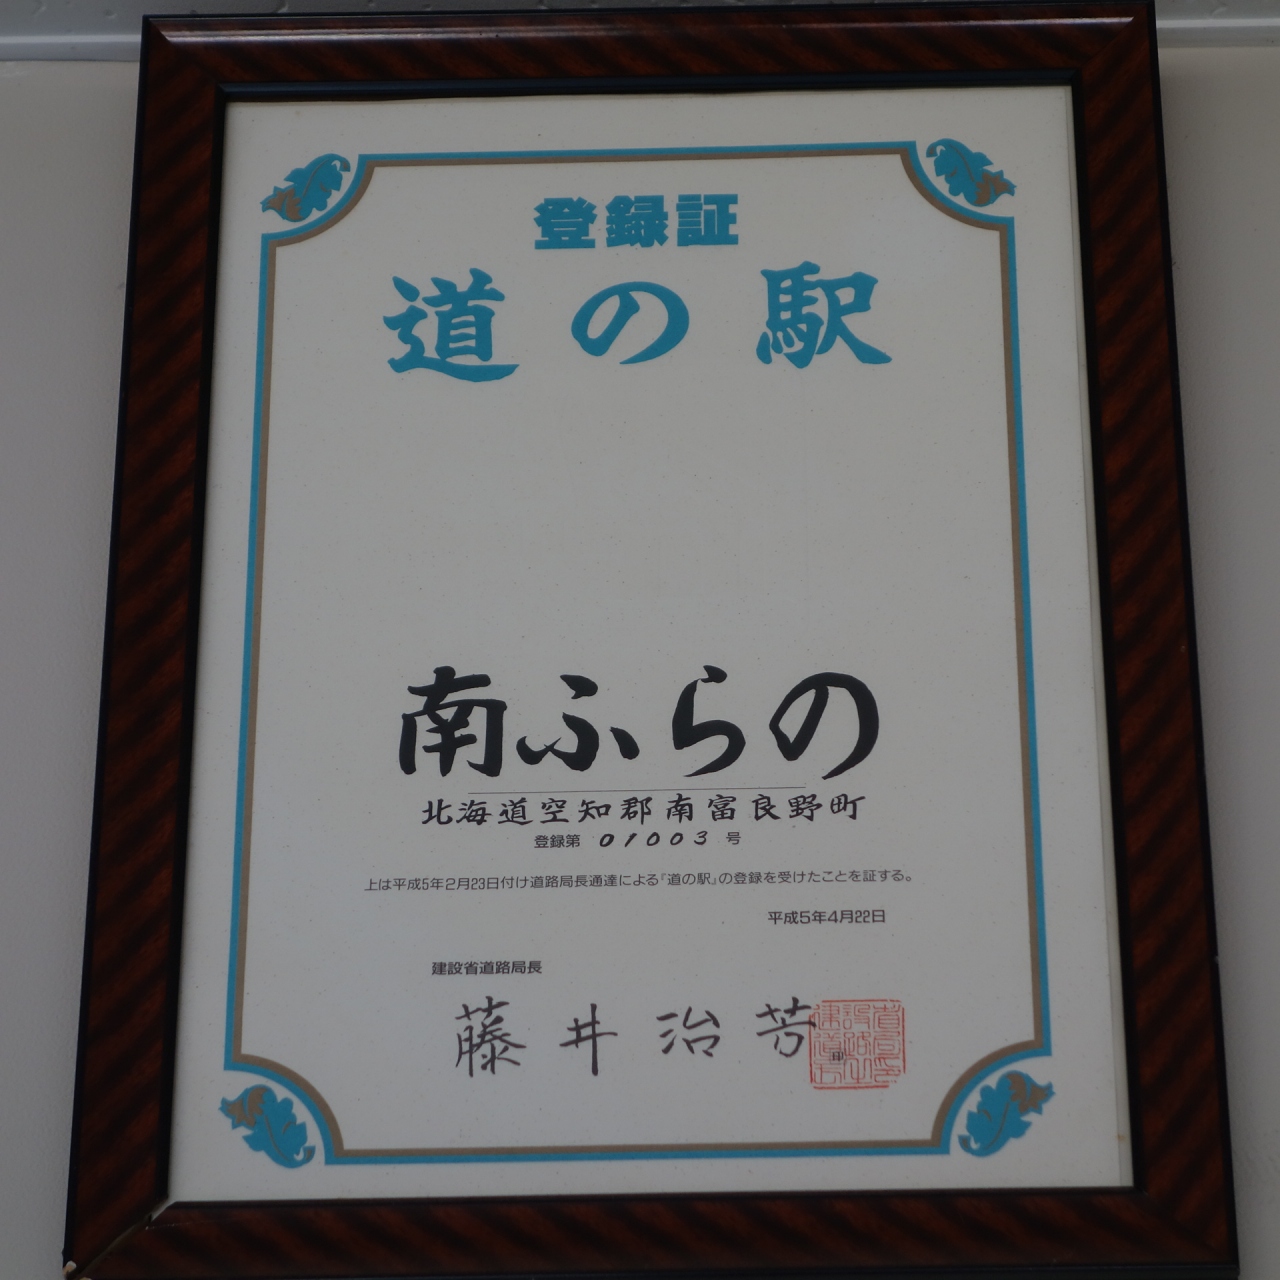 登録証
道の駅
南ふらの
北海道空知郡南富良野町
登録第 01003 号
上は平成5年2月23日付け道路局長通達による「道の駅」の登録を受けたことを証する。
平成5年4月22日
建設省道路局長
藤井治芳